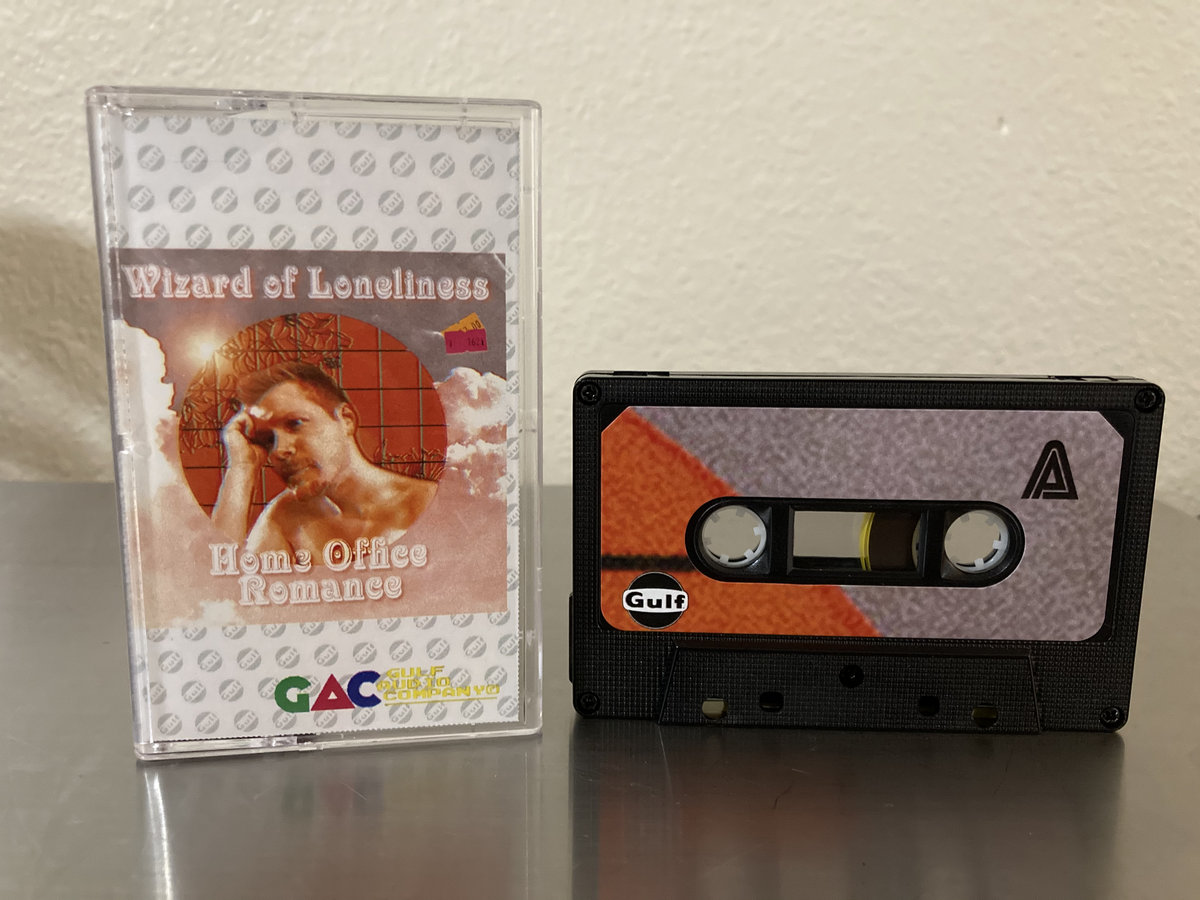 Wizard of Loneliness
Home Office
Romance
GAC
GULF
AUDIO
COMPANY
A
Gulf